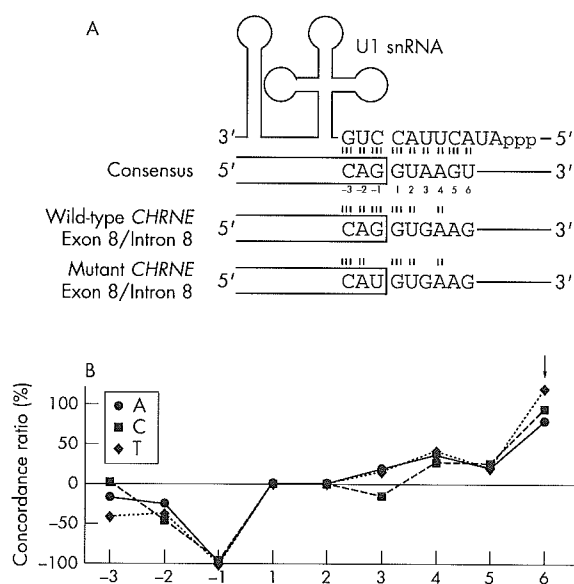 A
U1 snRNA
3′ GUC CAUUCAUAppp – 5′
Consensus 5′ CAG GUAAGU 3′
-3 -2 -1 1 2 3 4 5 6
Wild-type CHRNE
Exon 8/Intron 8 5′ CAG GUGAAG 3′
Mutant CHRNE
Exon 8/Intron 8 5′ CAU GUGAAG 3′
B
Concordance ratio (%)
100
50
0
–50
–100
A
C
T
–3 –2 –1 1 2 3 4 5 6